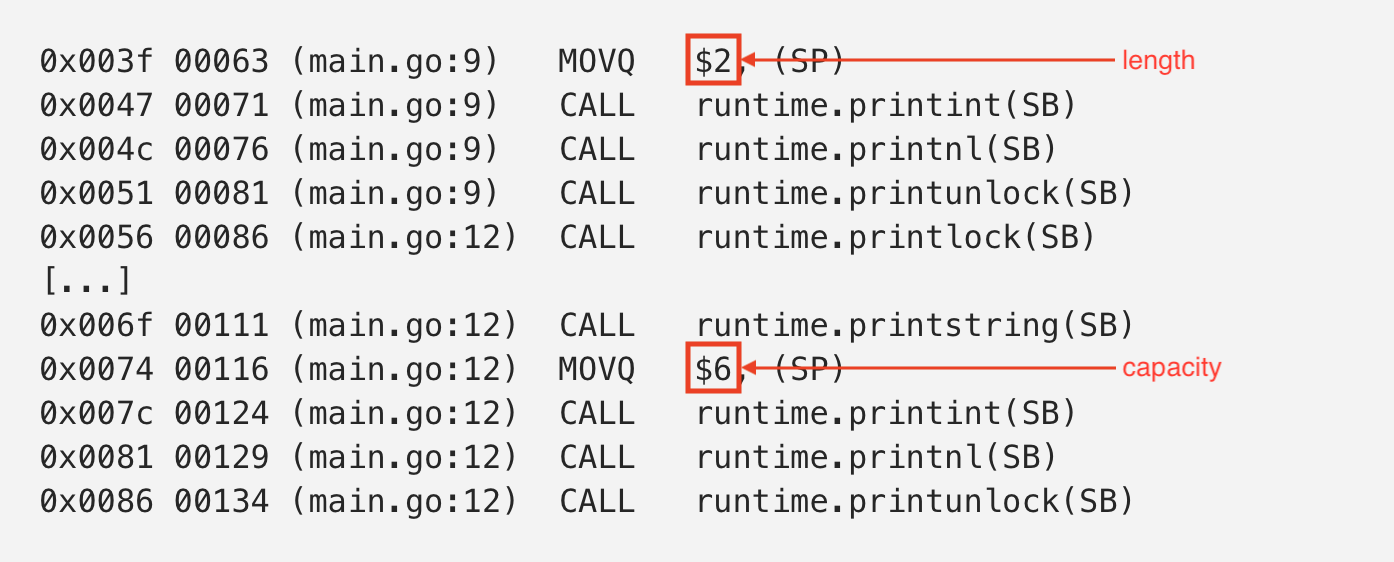 0x003f 00063 (main.go:9) MOVQ $2, (SP) length
0x0047 00071 (main.go:9) CALL runtime.printint(SB)
0x004c 00076 (main.go:9) CALL runtime.printnl(SB)
0x0051 00081 (main.go:9) CALL runtime.printunlock(SB)
0x0056 00086 (main.go:12) CALL runtime.printlock(SB)
[...]
0x006f 00111 (main.go:12) CALL runtime.printstring(SB)
0x0074 00116 (main.go:12) MOVQ $6, (SP) capacity
0x007c 00124 (main.go:12) CALL runtime.printint(SB)
0x0081 00129 (main.go:12) CALL runtime.printnl(SB)
0x0086 00134 (main.go:12) CALL runtime.printunlock(SB)